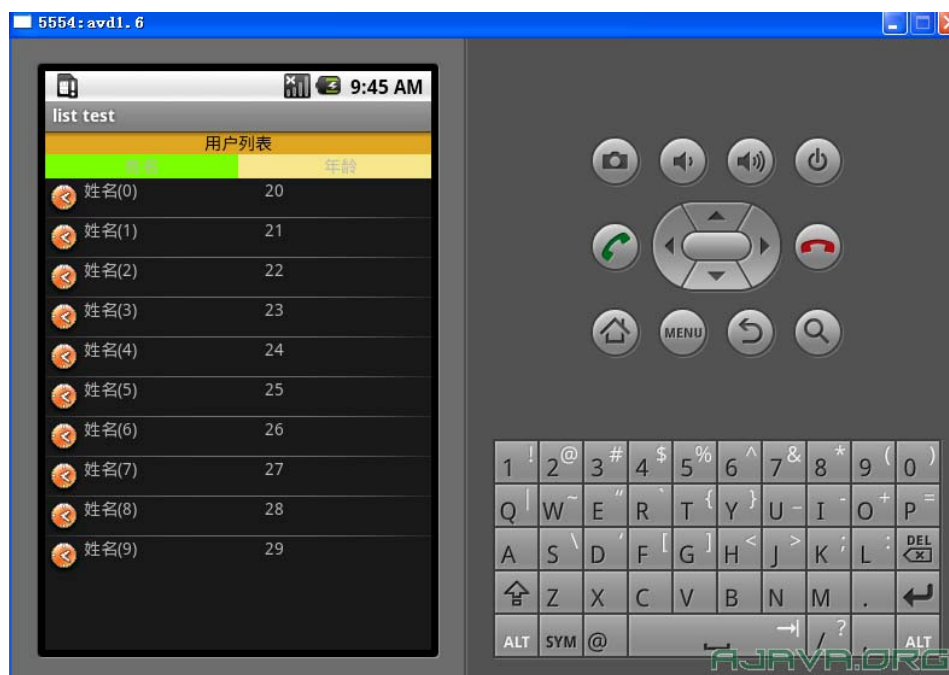 5554:avd1.6
9:45 AM
list test
用户列表
姓名 年龄
姓名(0) 20
姓名(1) 21
姓名(2) 22
姓名(3) 23
姓名(4) 24
姓名(5) 25
姓名(6) 26
姓名(7) 27
姓名(8) 28
姓名(9) 29
MENU
1 ! 2 @ 3 # 4 $ 5 % 6 ^ 7 & 8 * 9 ( 0 )
Q | W ~ E " R ` T { Y } U _ I - O + P =
A S \ D ' F [ G ] H < J > K ; L : DEL
Z X C V B N M .
ALT SYM @ / ? , ALT
AJAVA.ORG